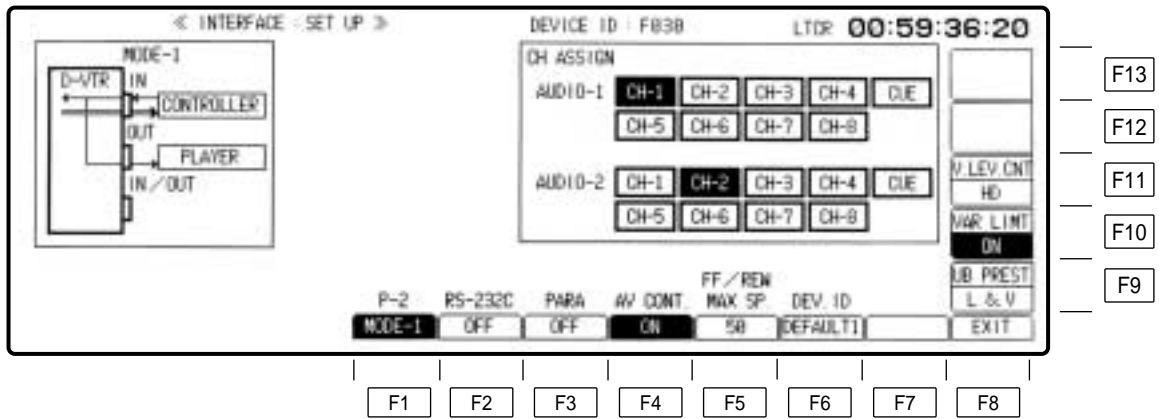 ≪ INTERFACE : SET UP ≫ DEVICE ID : F030 LTCR 00:59:36:20
MODE-1
D-VTR IN
CONTROLLER
OUT
PLAYER
IN/OUT
CH ASSIGN
AUDIO-1 CH-1 CH-2 CH-3 CH-4 CUE
CH-5 CH-6 CH-7 CH-8
AUDIO-2 CH-1 CH-2 CH-3 CH-4 CUE
CH-5 CH-6 CH-7 CH-8
V.LEV.CNT
HD
VAR LIMT
ON
UB PREST
L & V
EXIT
P-2 RS-232C PARA AV CONT. FF/REW MAX SP DEV. ID
MODE-1 OFF OFF ON 50 DEFAULT1
F13
F12
F11
F10
F9
F1 F2 F3 F4 F5 F6 F7 F8